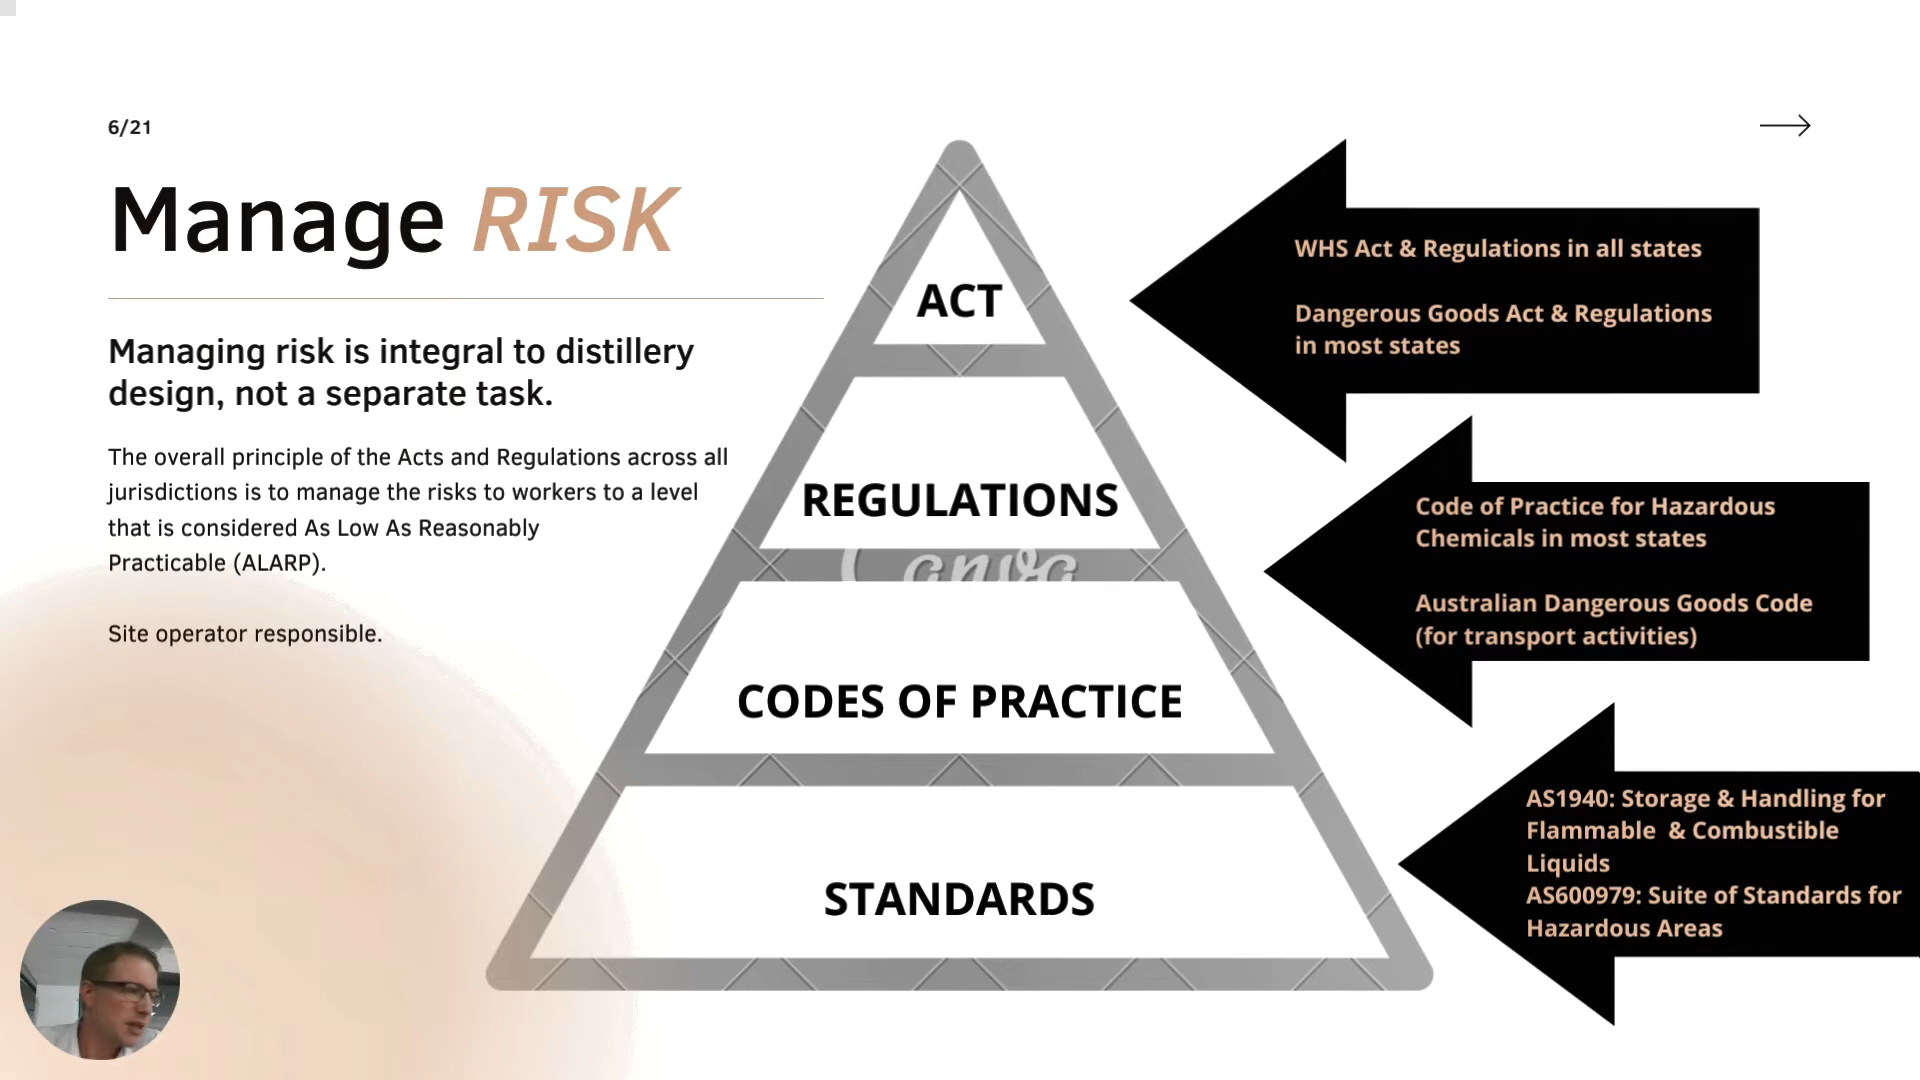 6/21
Manage RISK
Managing risk is integral to distillery
design, not a separate task.
The overall principle of the Acts and Regulations across all
jurisdictions is to manage the risks to workers to a level
that is considered As Low As Reasonably
Practicable (ALARP).
Site operator responsible.
ACT
REGULATIONS
Canva
CODES OF PRACTICE
STANDARDS
WHS Act & Regulations in all states
Dangerous Goods Act & Regulations
in most states
Code of Practice for Hazardous
Chemicals in most states
Australian Dangerous Goods Code
(for transport activities)
AS1940: Storage & Handling for
Flammable & Combustible
Liquids
AS600979: Suite of Standards for
Hazardous Areas